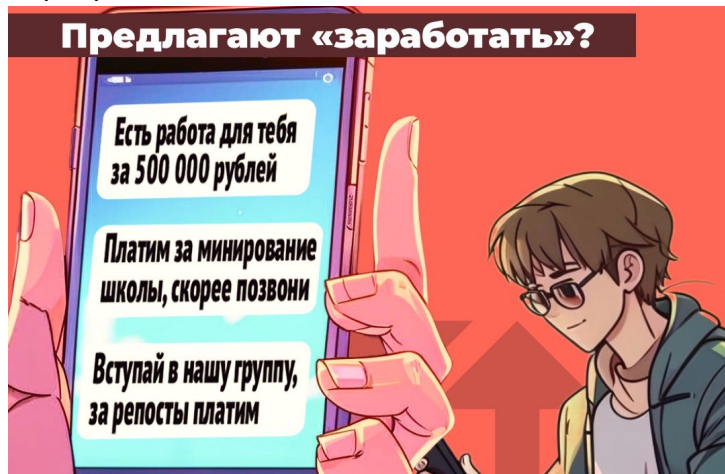 Предлагают «заработать»?
Есть работа для тебя
за 500 000 рублей
Платим за минирование
школы, скорее позвони
Вступай в нашу группу,
за репосты платим